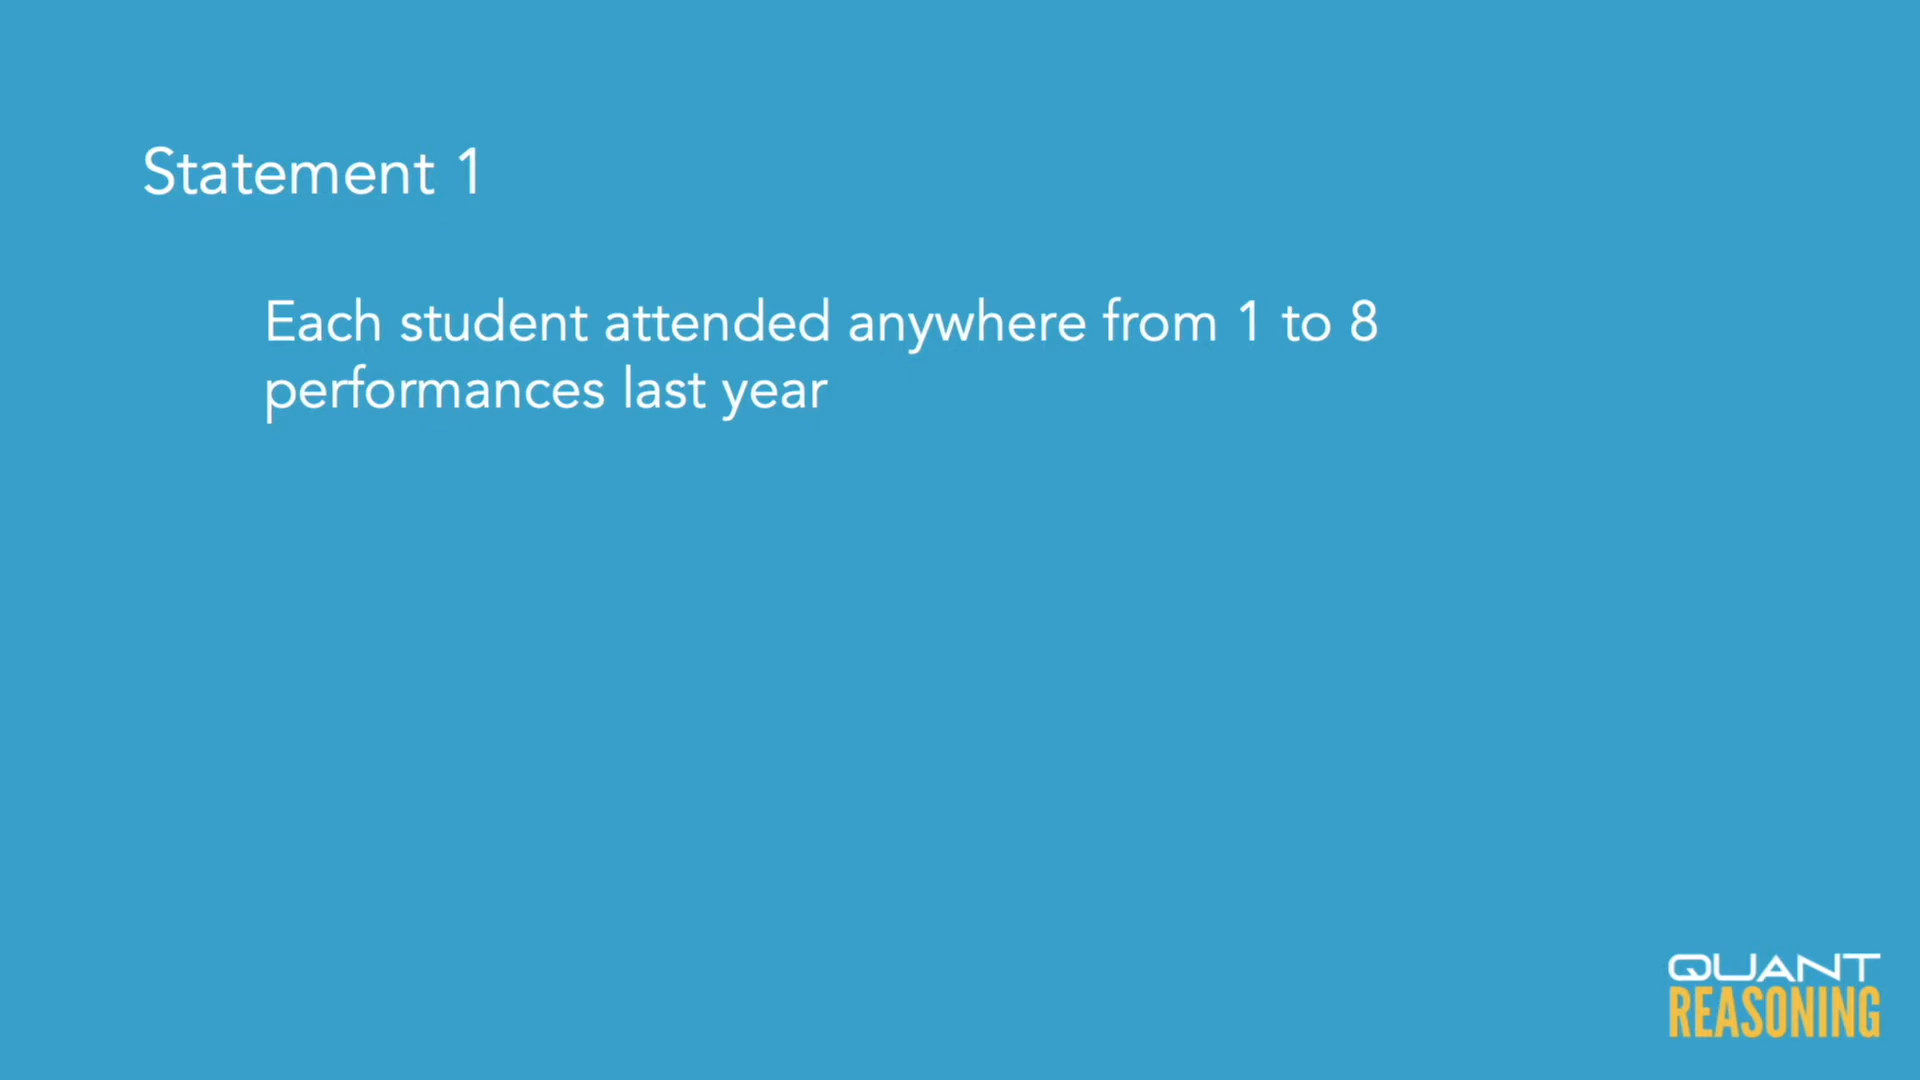 Statement 1
Each student attended anywhere from 1 to 8
performances last year
QUANT
REASONING